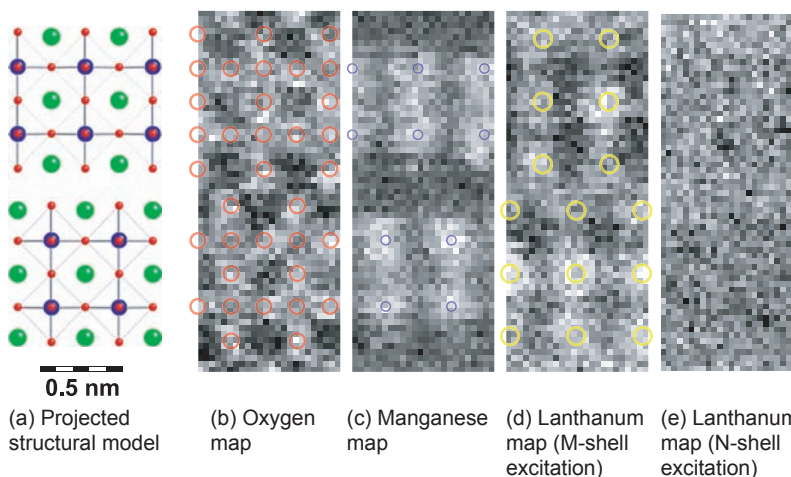 0.5 nm
(a) Projected
structural model
(b) Oxygen
map
(c) Manganese
map
(d) Lanthanum
map (M-shell
excitation)
(e) Lanthanum
map (N-shell
excitation)